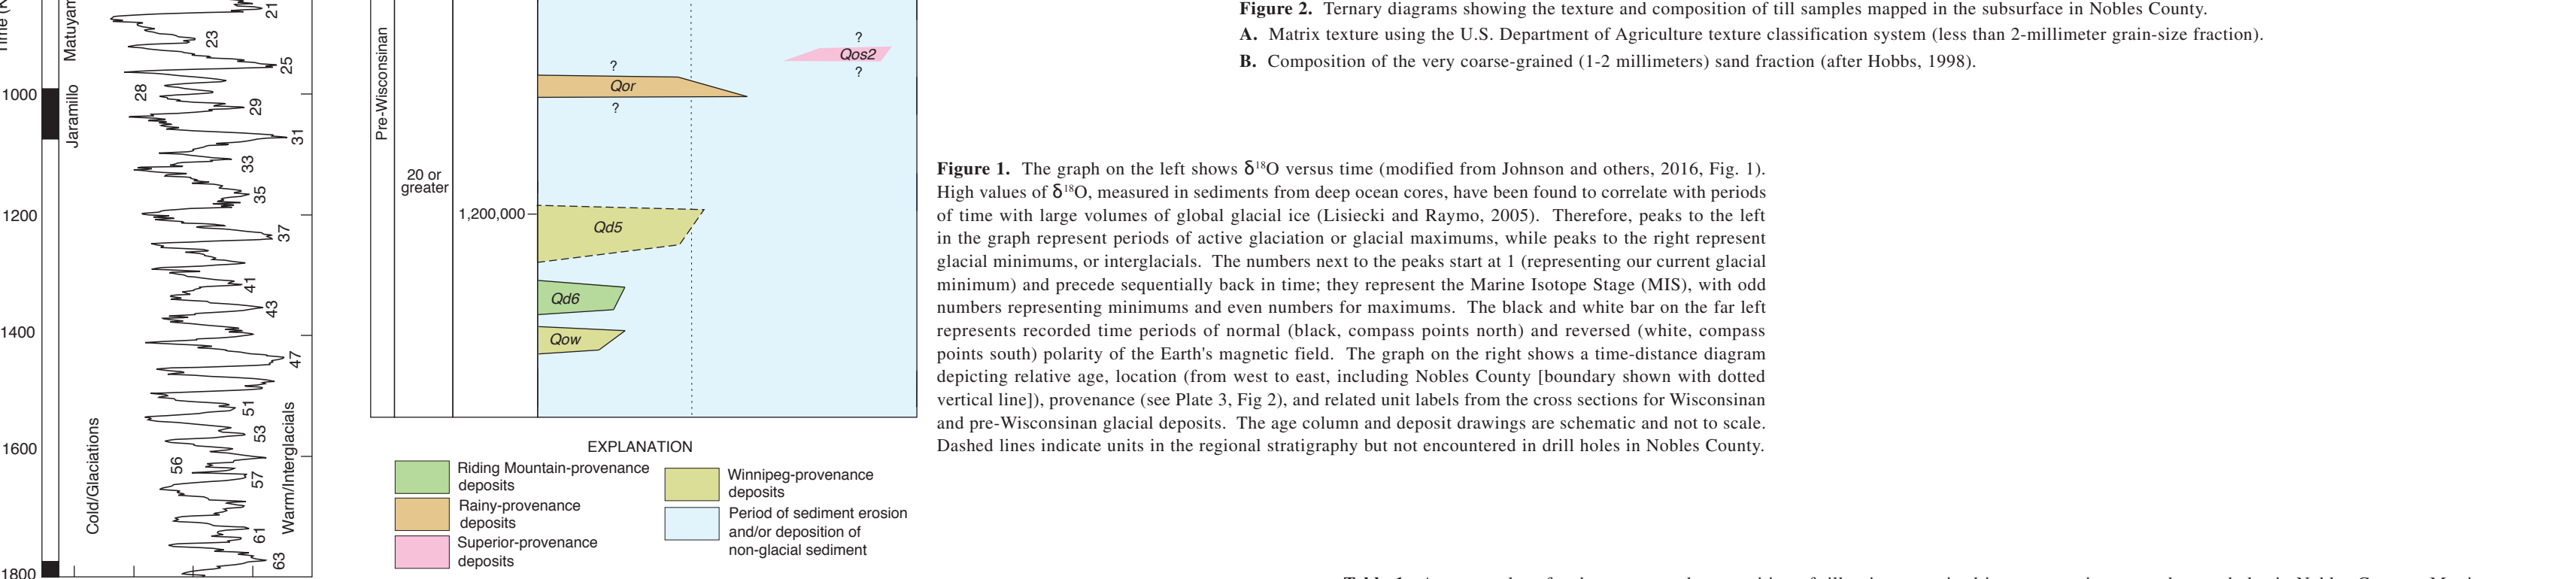 Time (K
Matuyam
Jaramillo
1000
1200
1400
1600
1800
21
23
25
28
29
31
33
35
37
41
43
47
51
53
56
57
61
63
Cold/Glaciations
Warm/Interglacials
Pre-Wisconsinan
20 or
greater
1,200,000
?
Qos2
?
?
Qor
?
Qd5
Qd6
Qow
EXPLANATION
Riding Mountain-provenance
deposits
Rainy-provenance
deposits
Superior-provenance
deposits
Winnipeg-provenance
deposits
Period of sediment erosion
and/or deposition of
non-glacial sediment
Figure 2. Ternary diagrams showing the texture and composition of till samples mapped in the subsurface in Nobles County.
A. Matrix texture using the U.S. Department of Agriculture texture classification system (less than 2-millimeter grain-size fraction).
B. Composition of the very coarse-grained (1-2 millimeters) sand fraction (after Hobbs, 1998).
Figure 1. The graph on the left shows δ¹⁸O versus time (modified from Johnson and others, 2016, Fig. 1).
High values of δ¹⁸O, measured in sediments from deep ocean cores, have been found to correlate with periods
of time with large volumes of global glacial ice (Lisiecki and Raymo, 2005). Therefore, peaks to the left
in the graph represent periods of active glaciation or glacial maximums, while peaks to the right represent
glacial minimums, or interglacials. The numbers next to the peaks start at 1 (representing our current glacial
minimum) and precede sequentially back in time; they represent the Marine Isotope Stage (MIS), with odd
numbers representing minimums and even numbers for maximums. The black and white bar on the far left
represents recorded time periods of normal (black, compass points north) and reversed (white, compass
points south) polarity of the Earth's magnetic field. The graph on the right shows a time-distance diagram
depicting relative age, location (from west to east, including Nobles County [boundary shown with dotted
vertical line]), provenance (see Plate 3, Fig 2), and related unit labels from the cross sections for Wisconsinan
and pre-Wisconsinan glacial deposits. The age column and deposit drawings are schematic and not to scale.
Dashed lines indicate units in the regional stratigraphy but not encountered in drill holes in Nobles County.